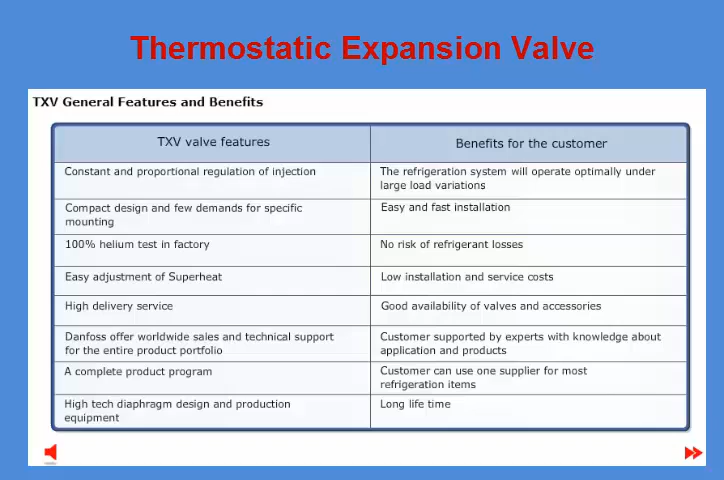 Thermostatic Expansion Valve
TXV General Features and Benefits
TXV valve features
Benefits for the customer
Constant and proportional regulation of injection
The refrigeration system will operate optimally under
large load variations
Compact design and few demands for specific
mounting
Easy and fast installation
100% helium test in factory
No risk of refrigerant losses
Easy adjustment of Superheat
Low installation and service costs
High delivery service
Good availability of valves and accessories
Danfoss offer worldwide sales and technical support
for the entire product portfolio
Customer supported by experts with knowledge about
application and products
A complete product program
Customer can use one supplier for most
refrigeration items
High tech diaphragm design and production
equipment
Long life time